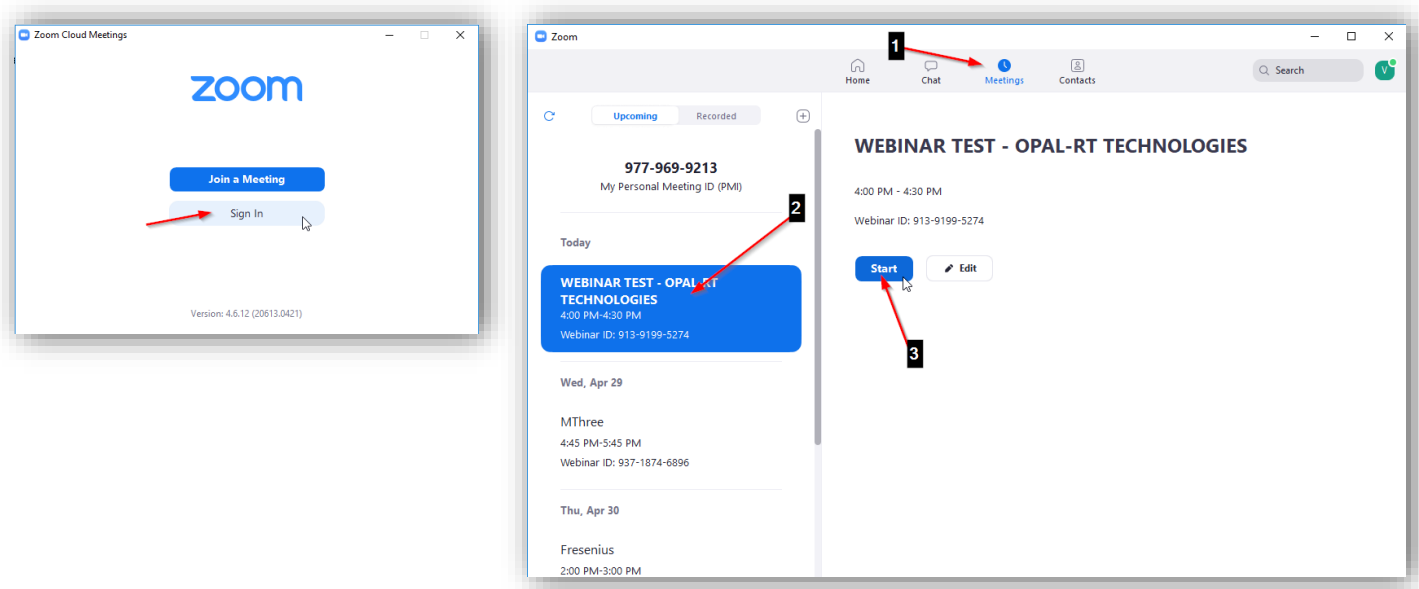 Zoom Cloud Meetings
zoom
Join a Meeting
Sign In
Version: 4.6.12 (20613.0421)
Zoom
1
Home
Chat
Meetings
Contacts
Search
V
Upcoming
Recorded
977-969-9213
My Personal Meeting ID (PMI)
2
Today
WEBINAR TEST - OPAL-RT
TECHNOLOGIES
4:00 PM-4:30 PM
Webinar ID: 913-9199-5274
Wed, Apr 29
MThree
4:45 PM-5:45 PM
Webinar ID: 937-1874-6896
Thu, Apr 30
Fresenius
2:00 PM-3:00 PM
WEBINAR TEST - OPAL-RT TECHNOLOGIES
4:00 PM - 4:30 PM
Webinar ID: 913-9199-5274
Start
Edit
3